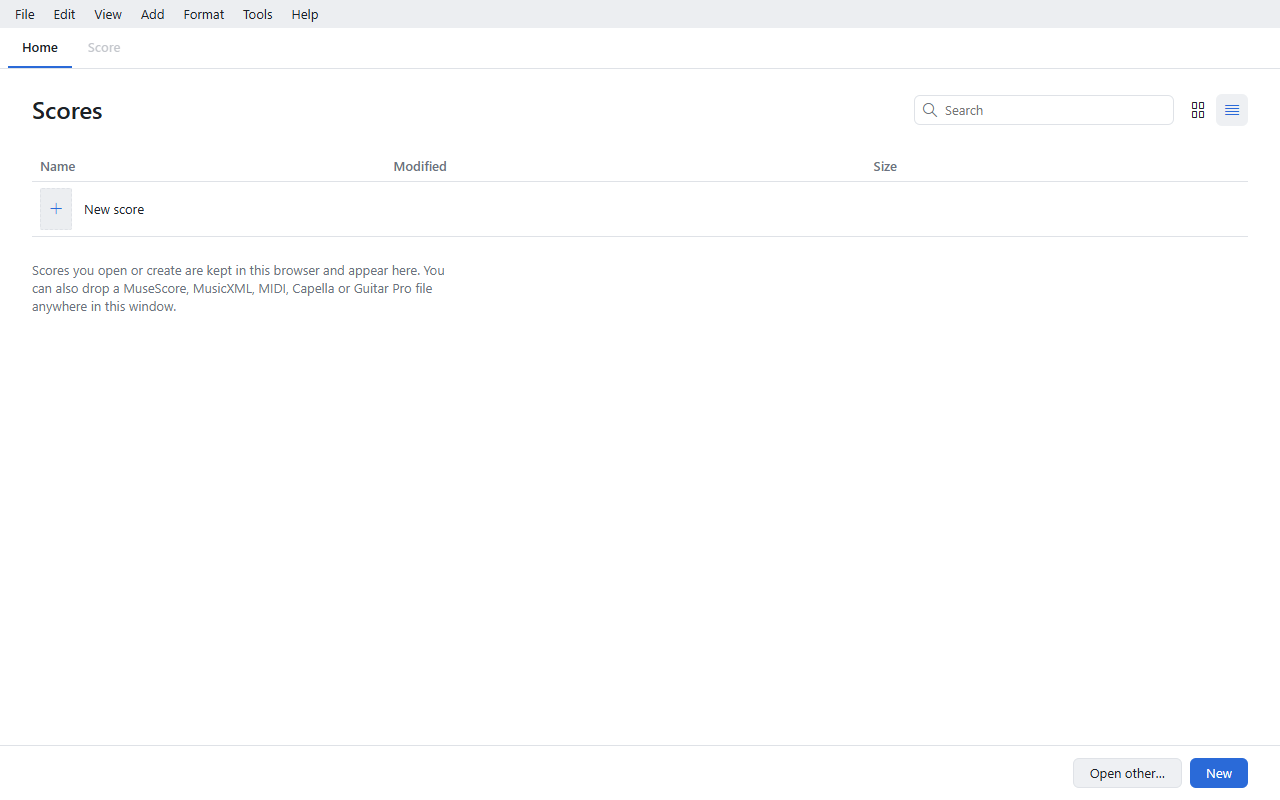 File Edit View Add Format Tools Help
Home Score
Scores
Search
Name Modified Size
New score
Scores you open or create are kept in this browser and appear here. You
can also drop a MuseScore, MusicXML, MIDI, Capella or Guitar Pro file
anywhere in this window.
Open other... New